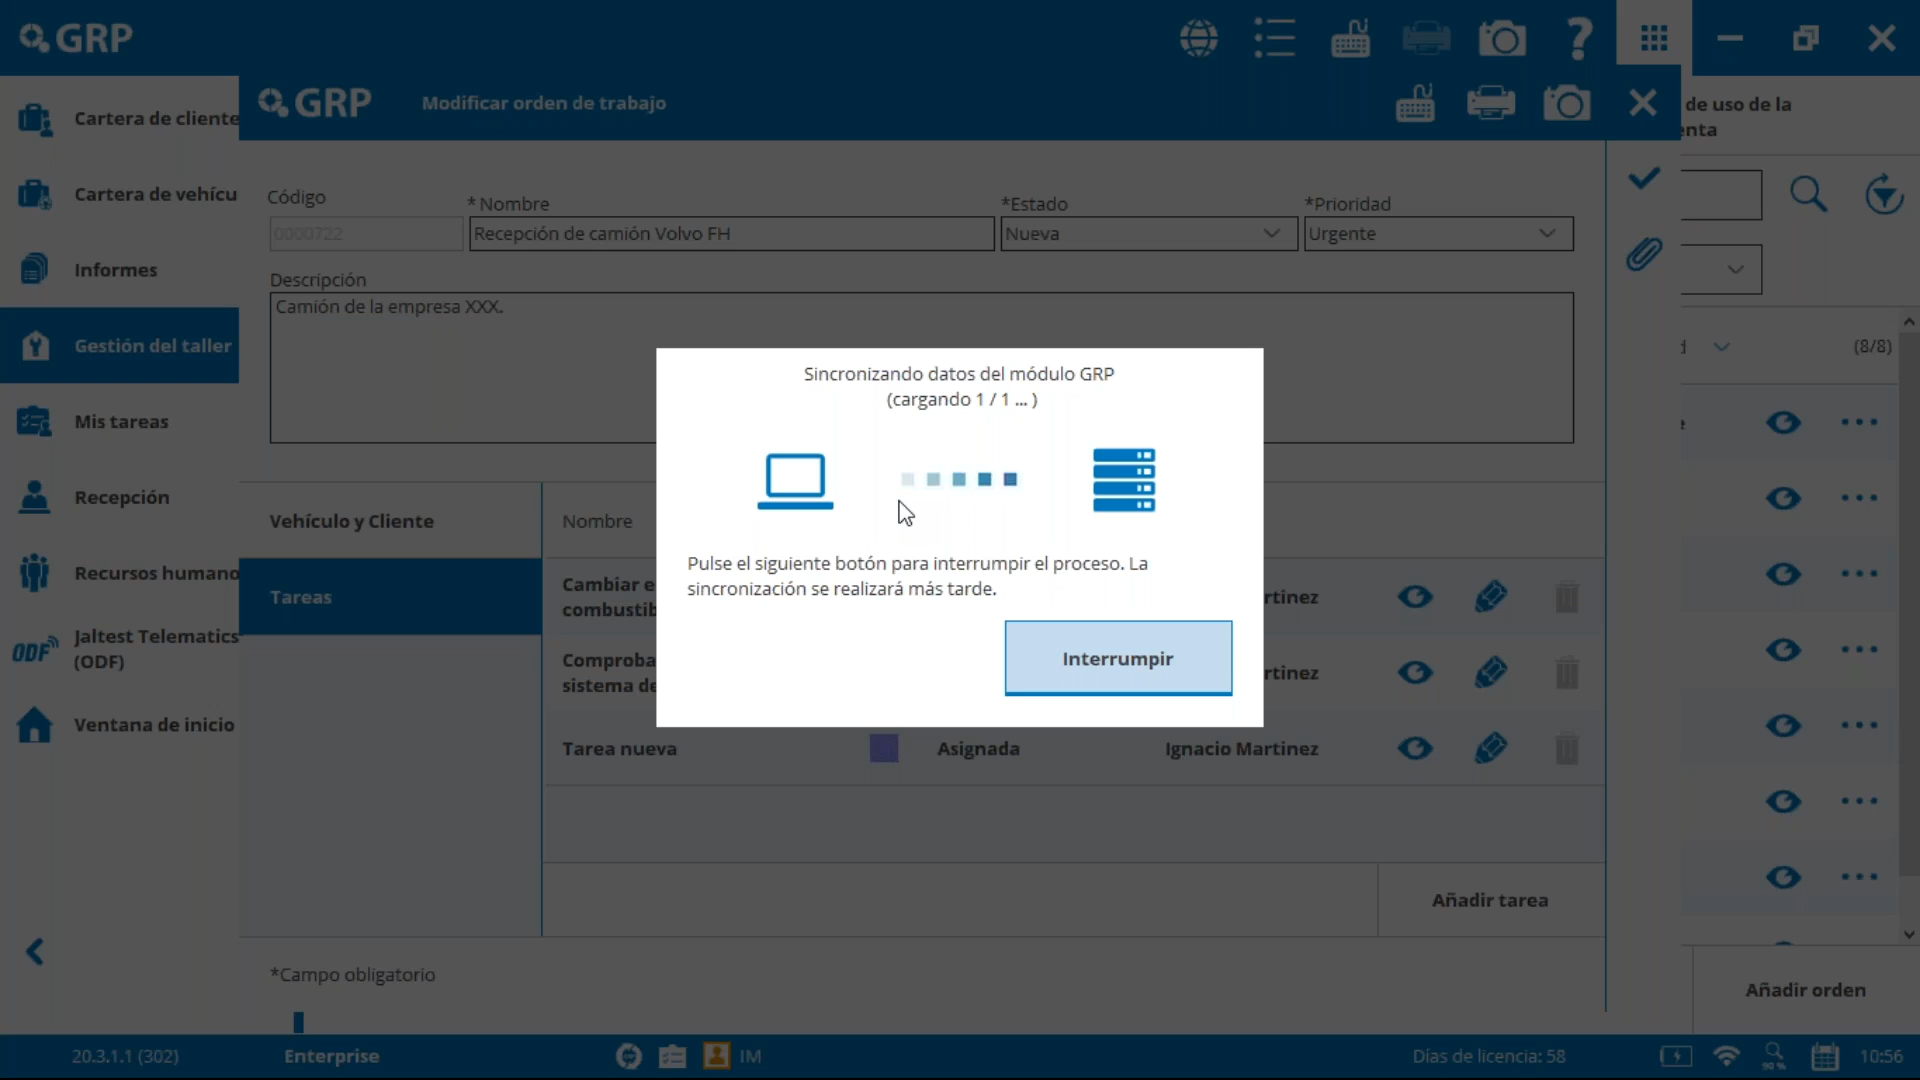 GRP
GRP
Modificar orden de trabajo
de uso de la
enta
Cartera de cliente
Cartera de vehícu
Informes
Gestión del taller
Mis tareas
Recepción
Recursos humano
ODF
Jaltest Telematics
(ODF)
Ventana de inicio
Código
*Nombre
*Estado
*Prioridad
0000722
Recepción de camión Volvo FH
Nueva
Urgente
Descripción
Camión de la empresa XXX.
(8/8)
Sincronizando datos del módulo GRP
(cargando 1 / 1 ... )
Pulse el siguiente botón para interrumpir el proceso. La
sincronización se realizará más tarde.
Interrumpir
Vehículo y Cliente
Tareas
Nombre
Cambiar e
combustib
rtinez
Comproba
sistema de
rtinez
Tarea nueva
Asignada
Ignacio Martinez
Añadir tarea
*Campo obligatorio
Añadir orden
20.3.1.1 (302)
Enterprise
IM
Días de licencia: 58
90 %
10:56